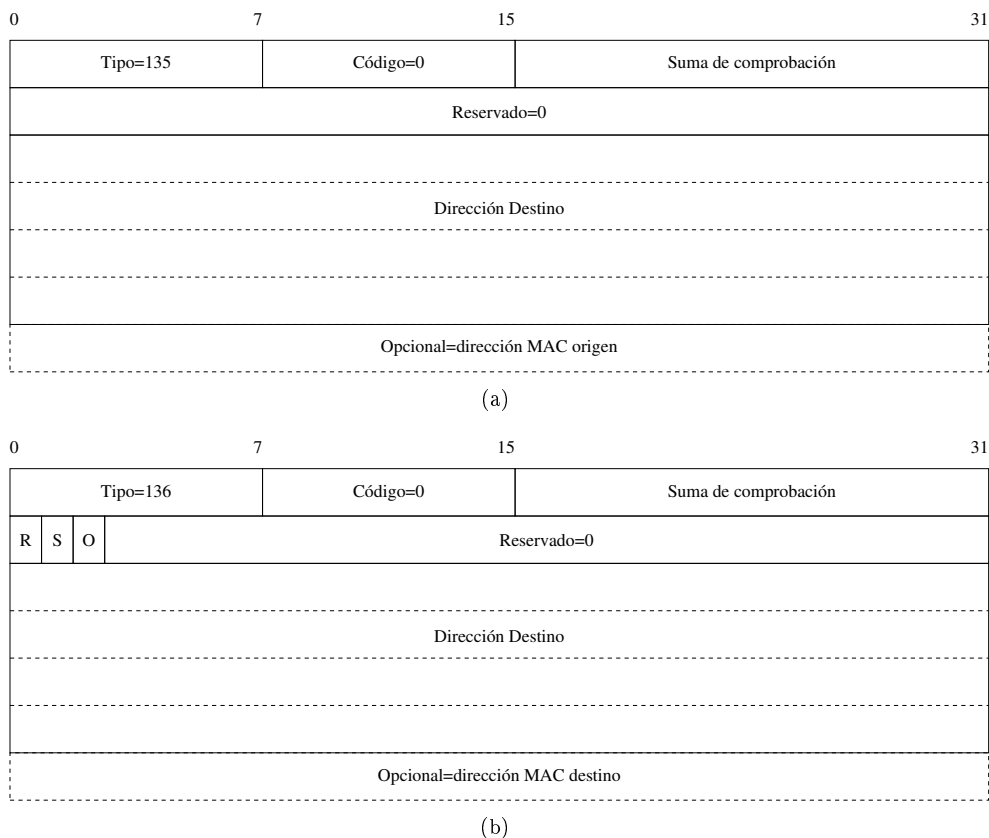 0 7 15 31
Tipo=135 Código=0 Suma de comprobación
Reservado=0
Dirección Destino
Opcional=dirección MAC origen
(a)
0 7 15 31
Tipo=136 Código=0 Suma de comprobación
R S O Reservado=0
Dirección Destino
Opcional=dirección MAC destino
(b)